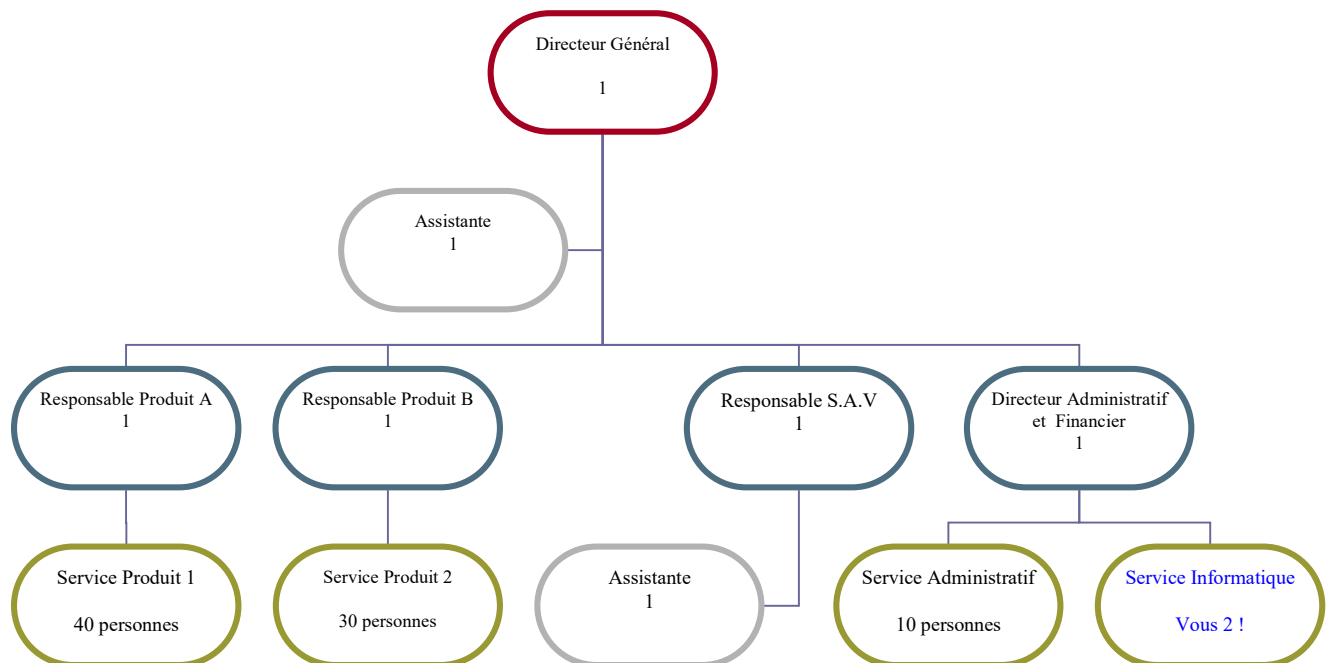 Directeur Général
1
Assistante
1
Responsable Produit A
1
Responsable Produit B
1
Responsable S.A.V
1
Directeur Administratif
et Financier
1
Service Produit 1
40 personnes
Service Produit 2
30 personnes
Assistante
1
Service Administratif
10 personnes
Service Informatique
Vous 2 !